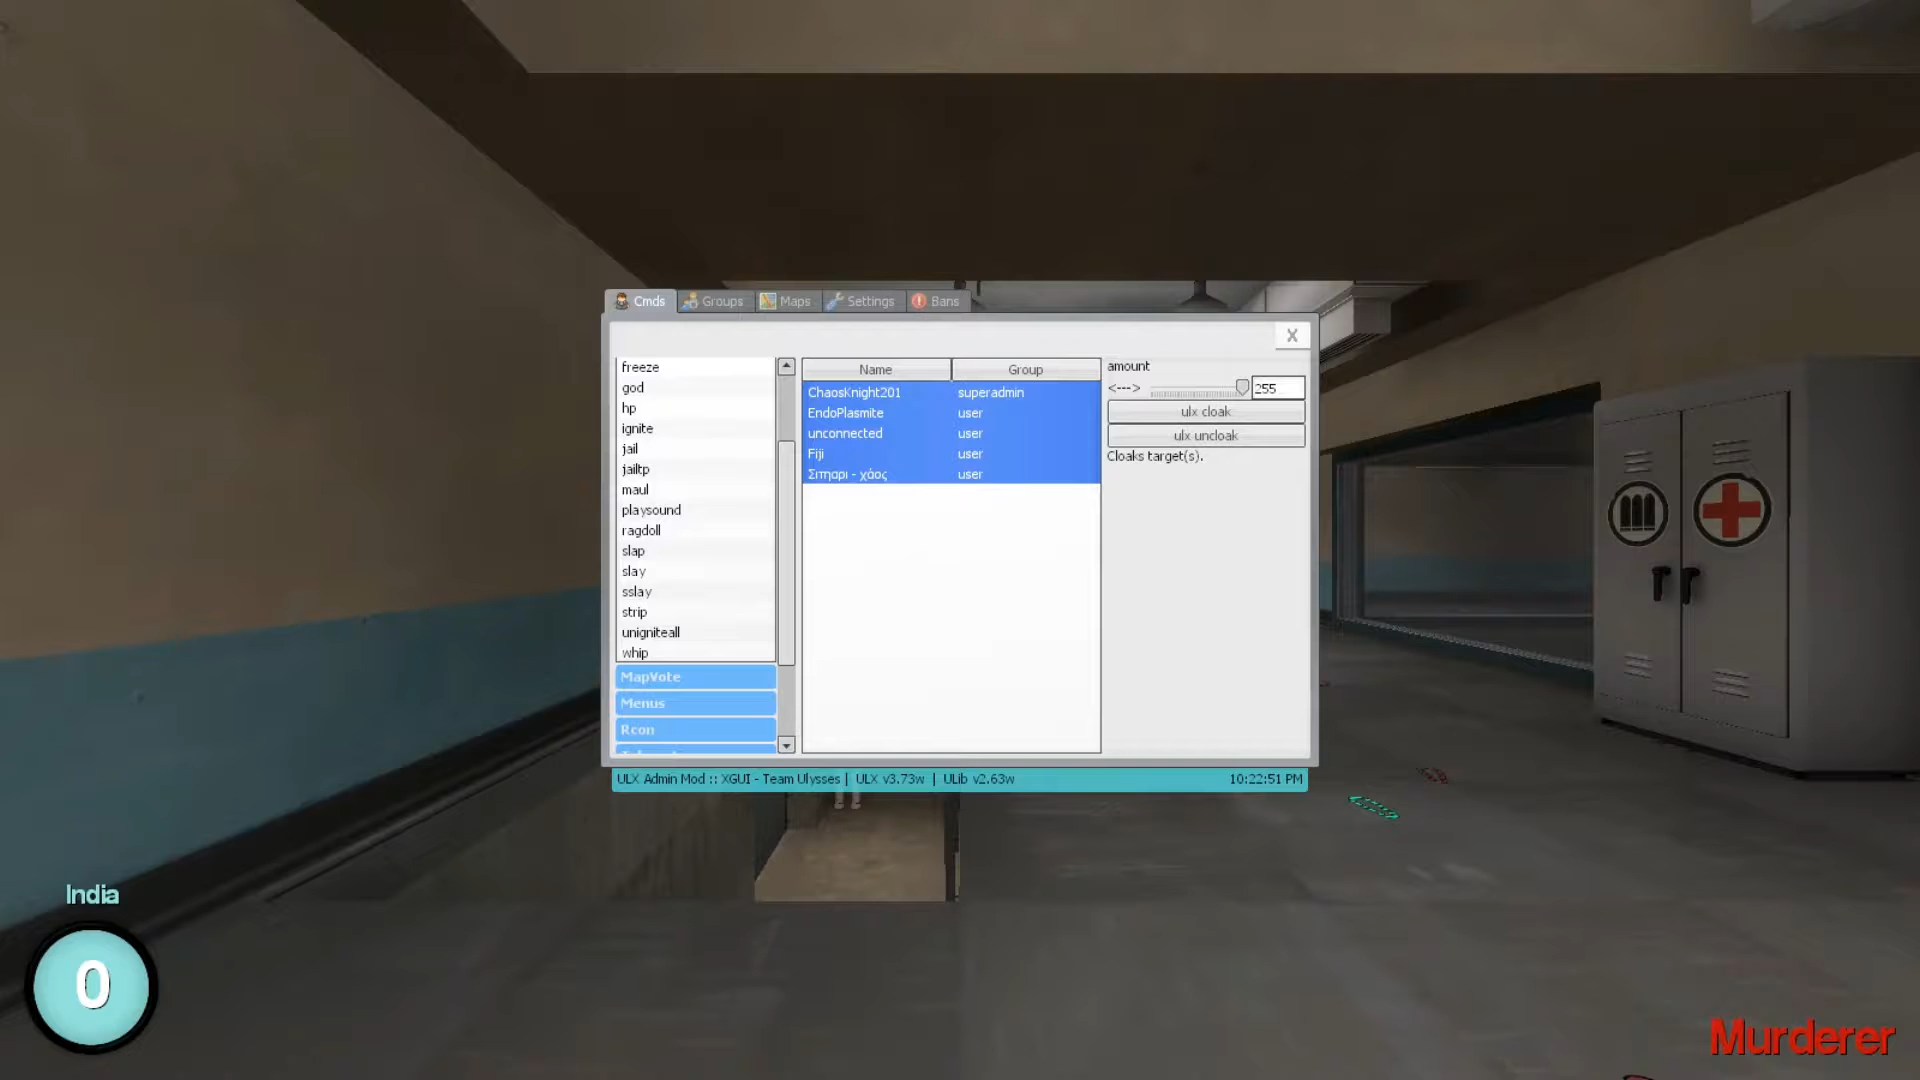 Cmds
Groups
Maps
Settings
Bans
X
freeze
god
hp
ignite
jail
jailtp
maul
playsound
ragdoll
slap
slay
sslay
strip
unigniteall
whip
MapVote
Menus
Rcon
Name Group
ChaosKnight201 superadmin
EndoPlasmite user
unconnected user
Fiji user
Σιτηαρι - χάος user
amount
<---> 255
ulx cloak
ulx uncloak
Cloaks target(s).
ULX Admin Mod :: XGUI - Team Ulysses | ULX v3.73w | ULib v2.63w 10:22:51 PM
India
0
Murderer